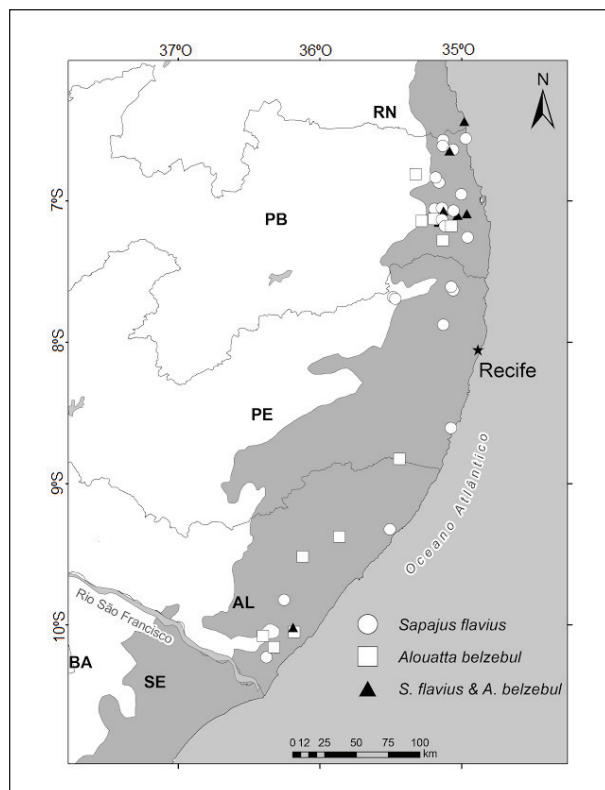 37ºO 36ºO 35ºO
N
RN
7ºS
PB
8ºS
Recife
PE
9ºS
Oceano Atlântico
AL
Rio São Francisco
10ºS
Sapajus flavius
BA
Alouatta belzebul
SE
S. flavius & A. belzebul
0 12 25 50 75 100
km